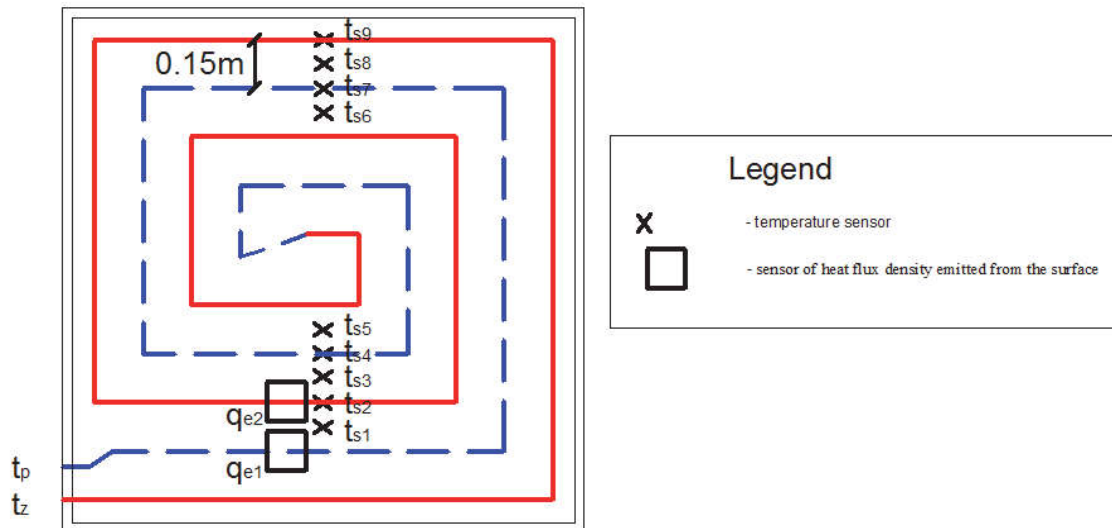 ts9
0.15m
ts8
ts7
ts6
ts5
ts4
ts3
ts2
qe2
ts1
qe1
tp
tz
Legend
- temperature sensor
- sensor of heat flux density emitted from the surface